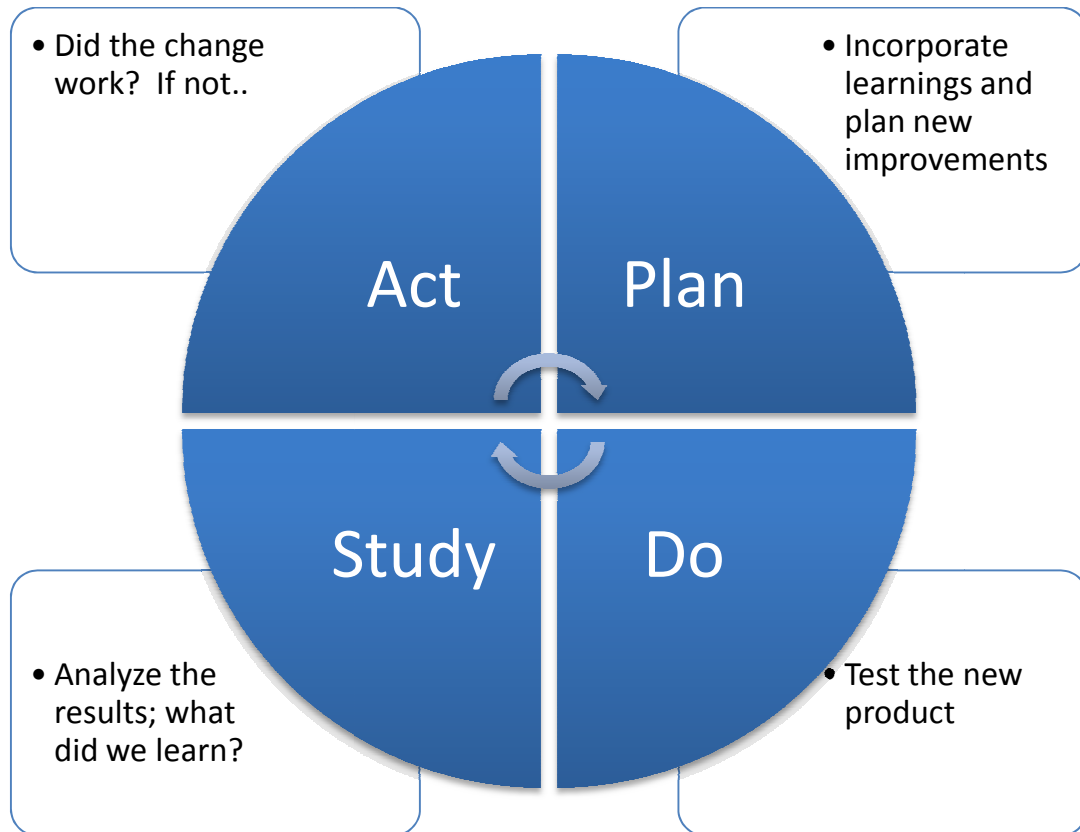 • Did the change
work?  If not..
• Incorporate
learnings and
plan new
improvements
Act
Plan
Study
Do
• Analyze the
results; what
did we learn?
• Test the new
product